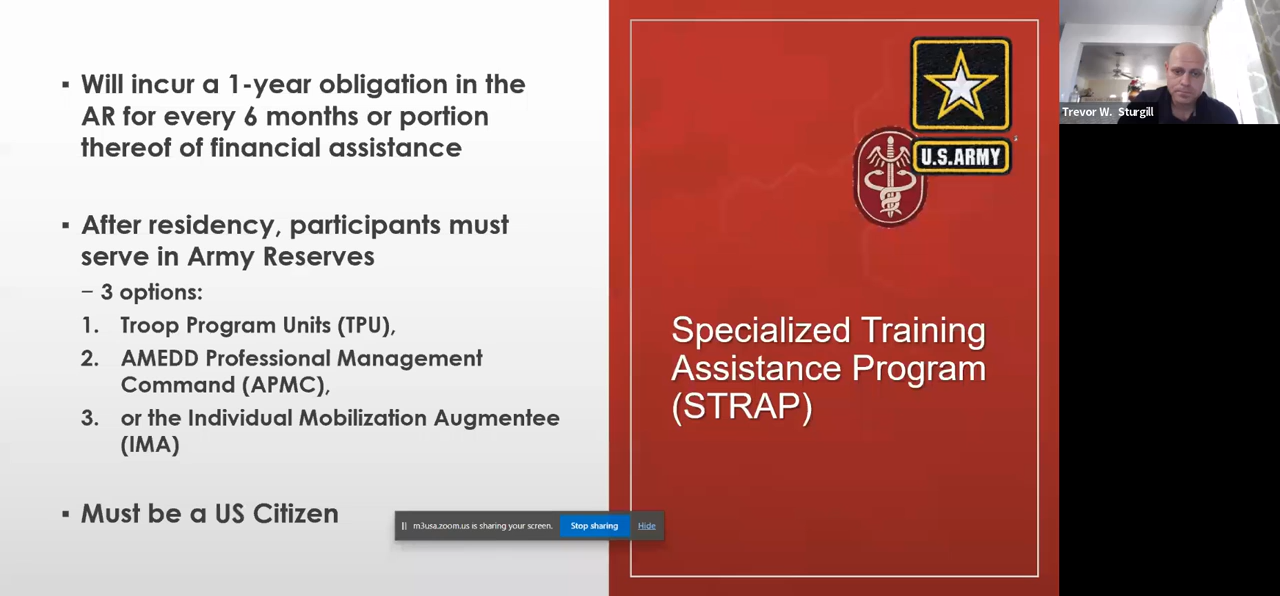 ▪ Will incur a 1-year obligation in the
AR for every 6 months or portion
thereof of financial assistance
▪ After residency, participants must
serve in Army Reserves
– 3 options:
1. Troop Program Units (TPU),
2. AMEDD Professional Management
Command (APMC),
3. or the Individual Mobilization Augmentee
(IMA)
▪ Must be a US Citizen
U.S.ARMY
Specialized Training
Assistance Program
(STRAP)
m3usa.zoom.us is sharing your screen. Stop sharing Hide
Trevor W. Sturgill